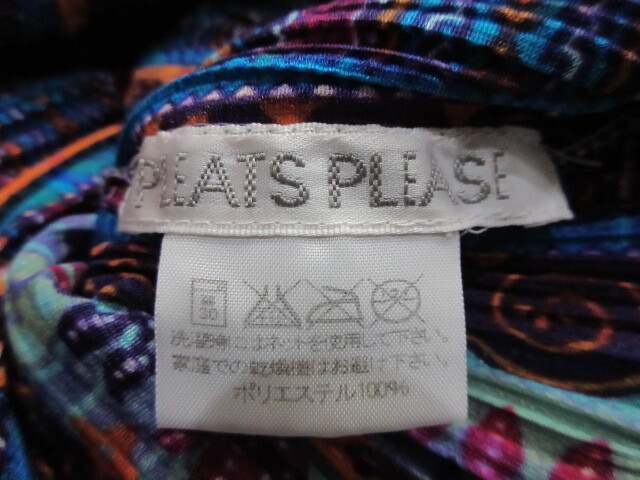 PLEATS PLEASE
弱
30
洗濯時にはネットを使用して下さい。
家庭での乾燥機はお避け下さい。
ポリエステル100%